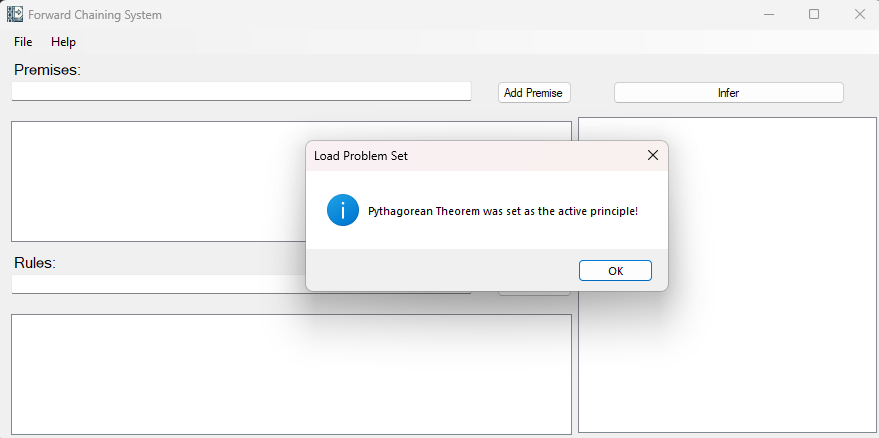 Forward Chaining System
File Help
Premises:
Add Premise
Infer
Load Problem Set
Pythagorean Theorem was set as the active principle!
OK
Rules: